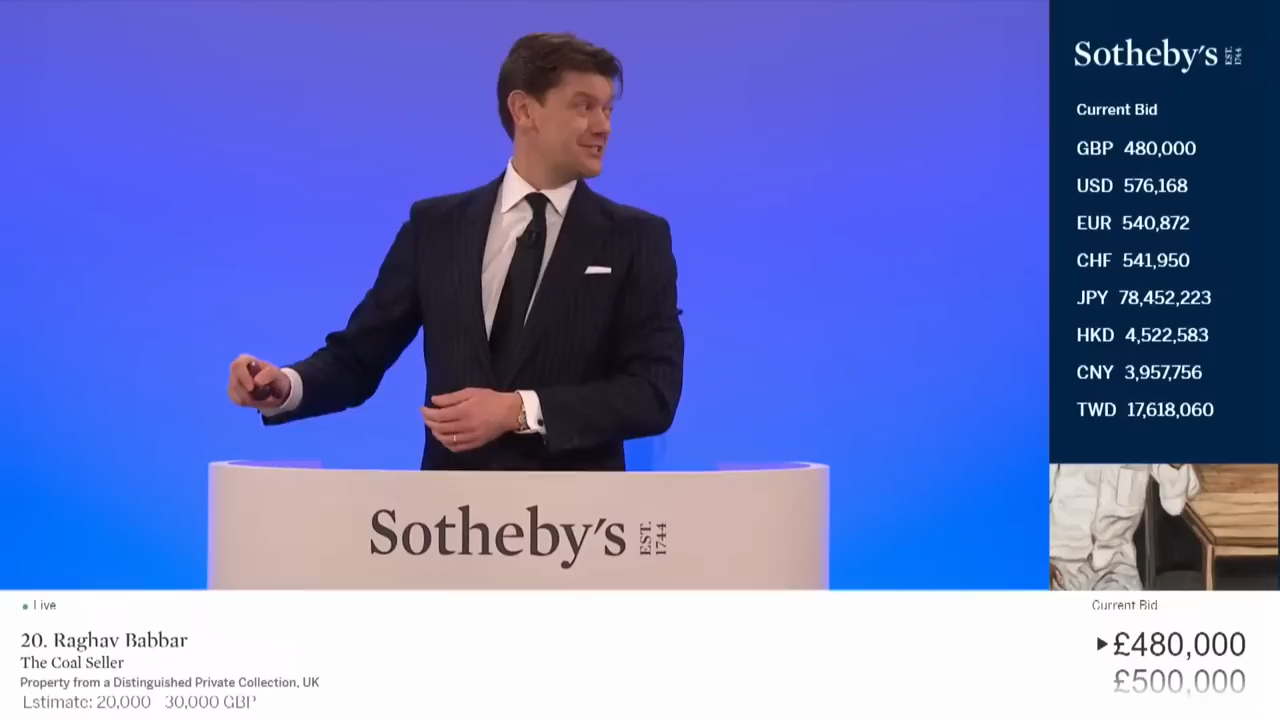 Sotheby's EST. 1744
Current Bid
GBP 480,000
USD 576,168
EUR 540,872
CHF 541,950
JPY 78,452,223
HKD 4,522,583
CNY 3,957,756
TWD 17,618,060
Sotheby's EST. 1744
Live
20. Raghav Babbar
The Coal Seller
Property from a Distinguished Private Collection, UK
Estimate: 20,000 30,000 GBP
Current Bid
£480,000
£500,000